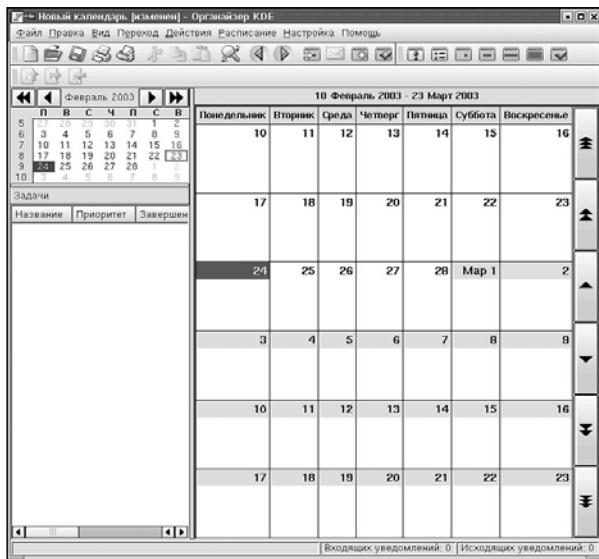 Новый календарь [изменен] - Органайзер KDE
Файл Правка Вид Переход Действия Расписание Настройка Помощь
Февраль 2003
П В С Ч П С В
5 27 28 29 30 31 1 2
6 3 4 5 6 7 8 9
7 10 11 12 13 14 15 16
8 17 18 19 20 21 22 23
9 24 25 26 27 28 1 2
10 3 4 5 6 7 8 9
Задачи
Название Приоритет Завершен
10 Февраль 2003 - 23 Март 2003
Понедельник Вторник Среда Четверг Пятница Суббота Воскресенье
10 11 12 13 14 15 16
17 18 19 20 21 22 23
24 25 26 27 28 Мар 1 2
3 4 5 6 7 8 9
10 11 12 13 14 15 16
17 18 19 20 21 22 23
Входящих уведомлений: 0 Исходящих уведомлений: 0